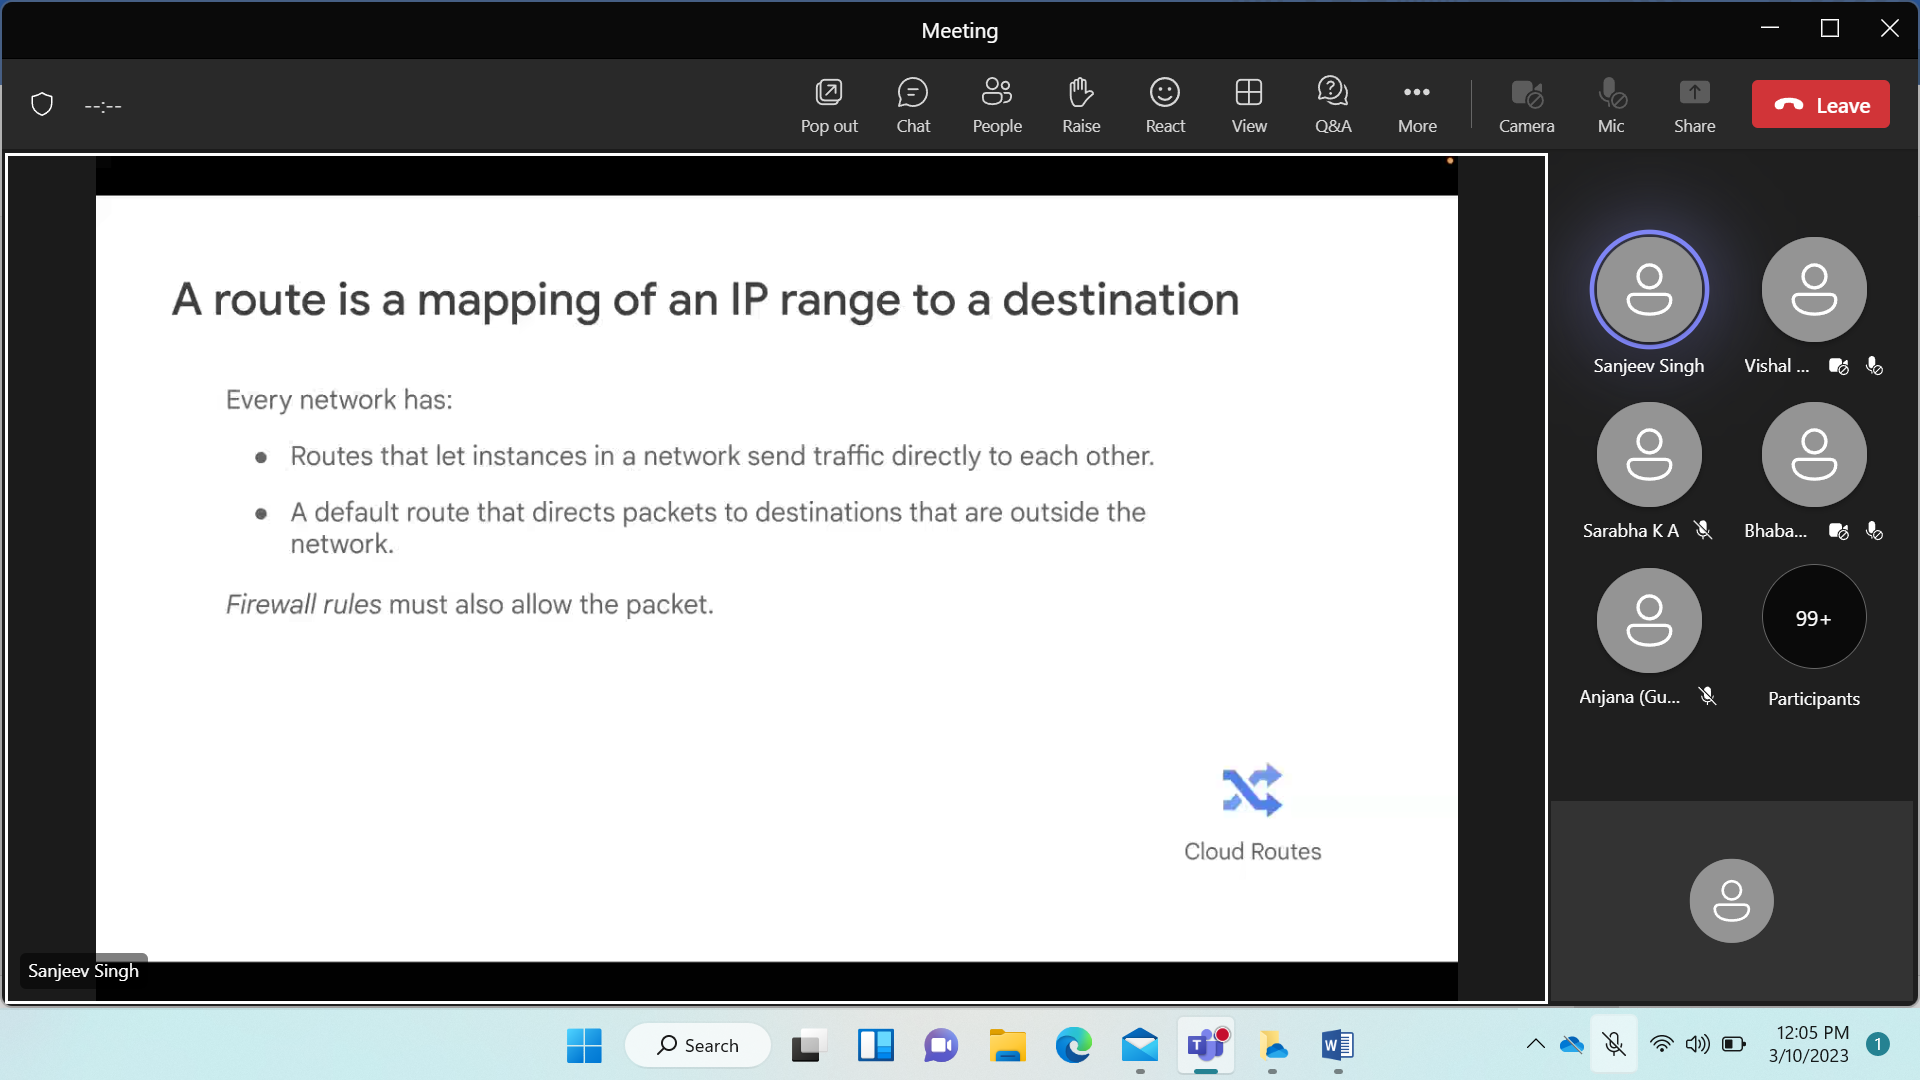 Meeting
--:--
Pop out
Chat
People
Raise
React
View
Q&A
More
Camera
Mic
Share
Leave
A route is a mapping of an IP range to a destination
Every network has:
● Routes that let instances in a network send traffic directly to each other.
● A default route that directs packets to destinations that are outside the
network.
Firewall rules must also allow the packet.
Cloud Routes
Sanjeev Singh
Sanjeev Singh
Vishal ...
Sarabha K A
Bhaba...
Anjana (Gu...
99+
Participants
Search
12:05 PM
3/10/2023
1